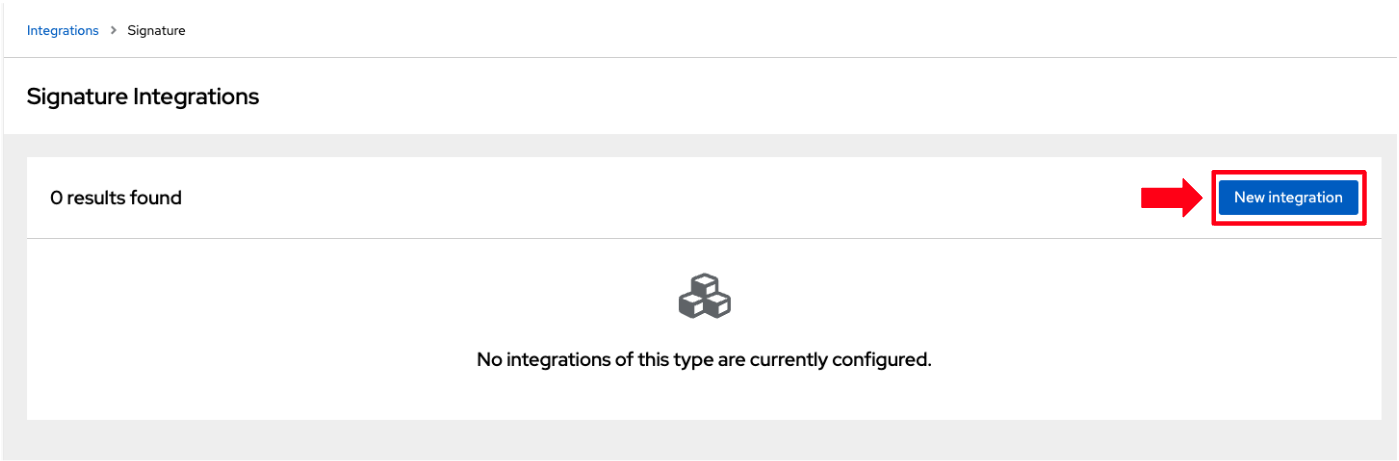 Integrations > Signature
Signature Integrations
0 results found
New integration
No integrations of this type are currently configured.